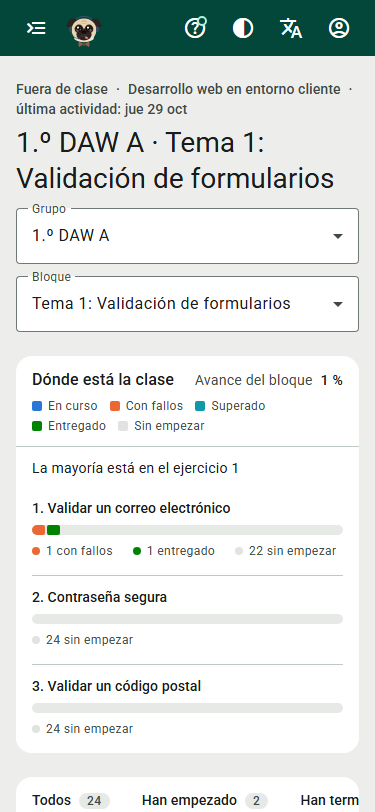 Fuera de clase · Desarrollo web en entorno cliente ·
última actividad: jue 29 oct
1.º DAW A · Tema 1:
Validación de formularios
Grupo
1.º DAW A
Bloque
Tema 1: Validación de formularios
Dónde está la clase Avance del bloque 1 %
En curso Con fallos Superado
Entregado Sin empezar
La mayoría está en el ejercicio 1
1. Validar un correo electrónico
1 con fallos 1 entregado 22 sin empezar
2. Contraseña segura
24 sin empezar
3. Validar un código postal
24 sin empezar
Todos 24 Han empezado 2 Han term